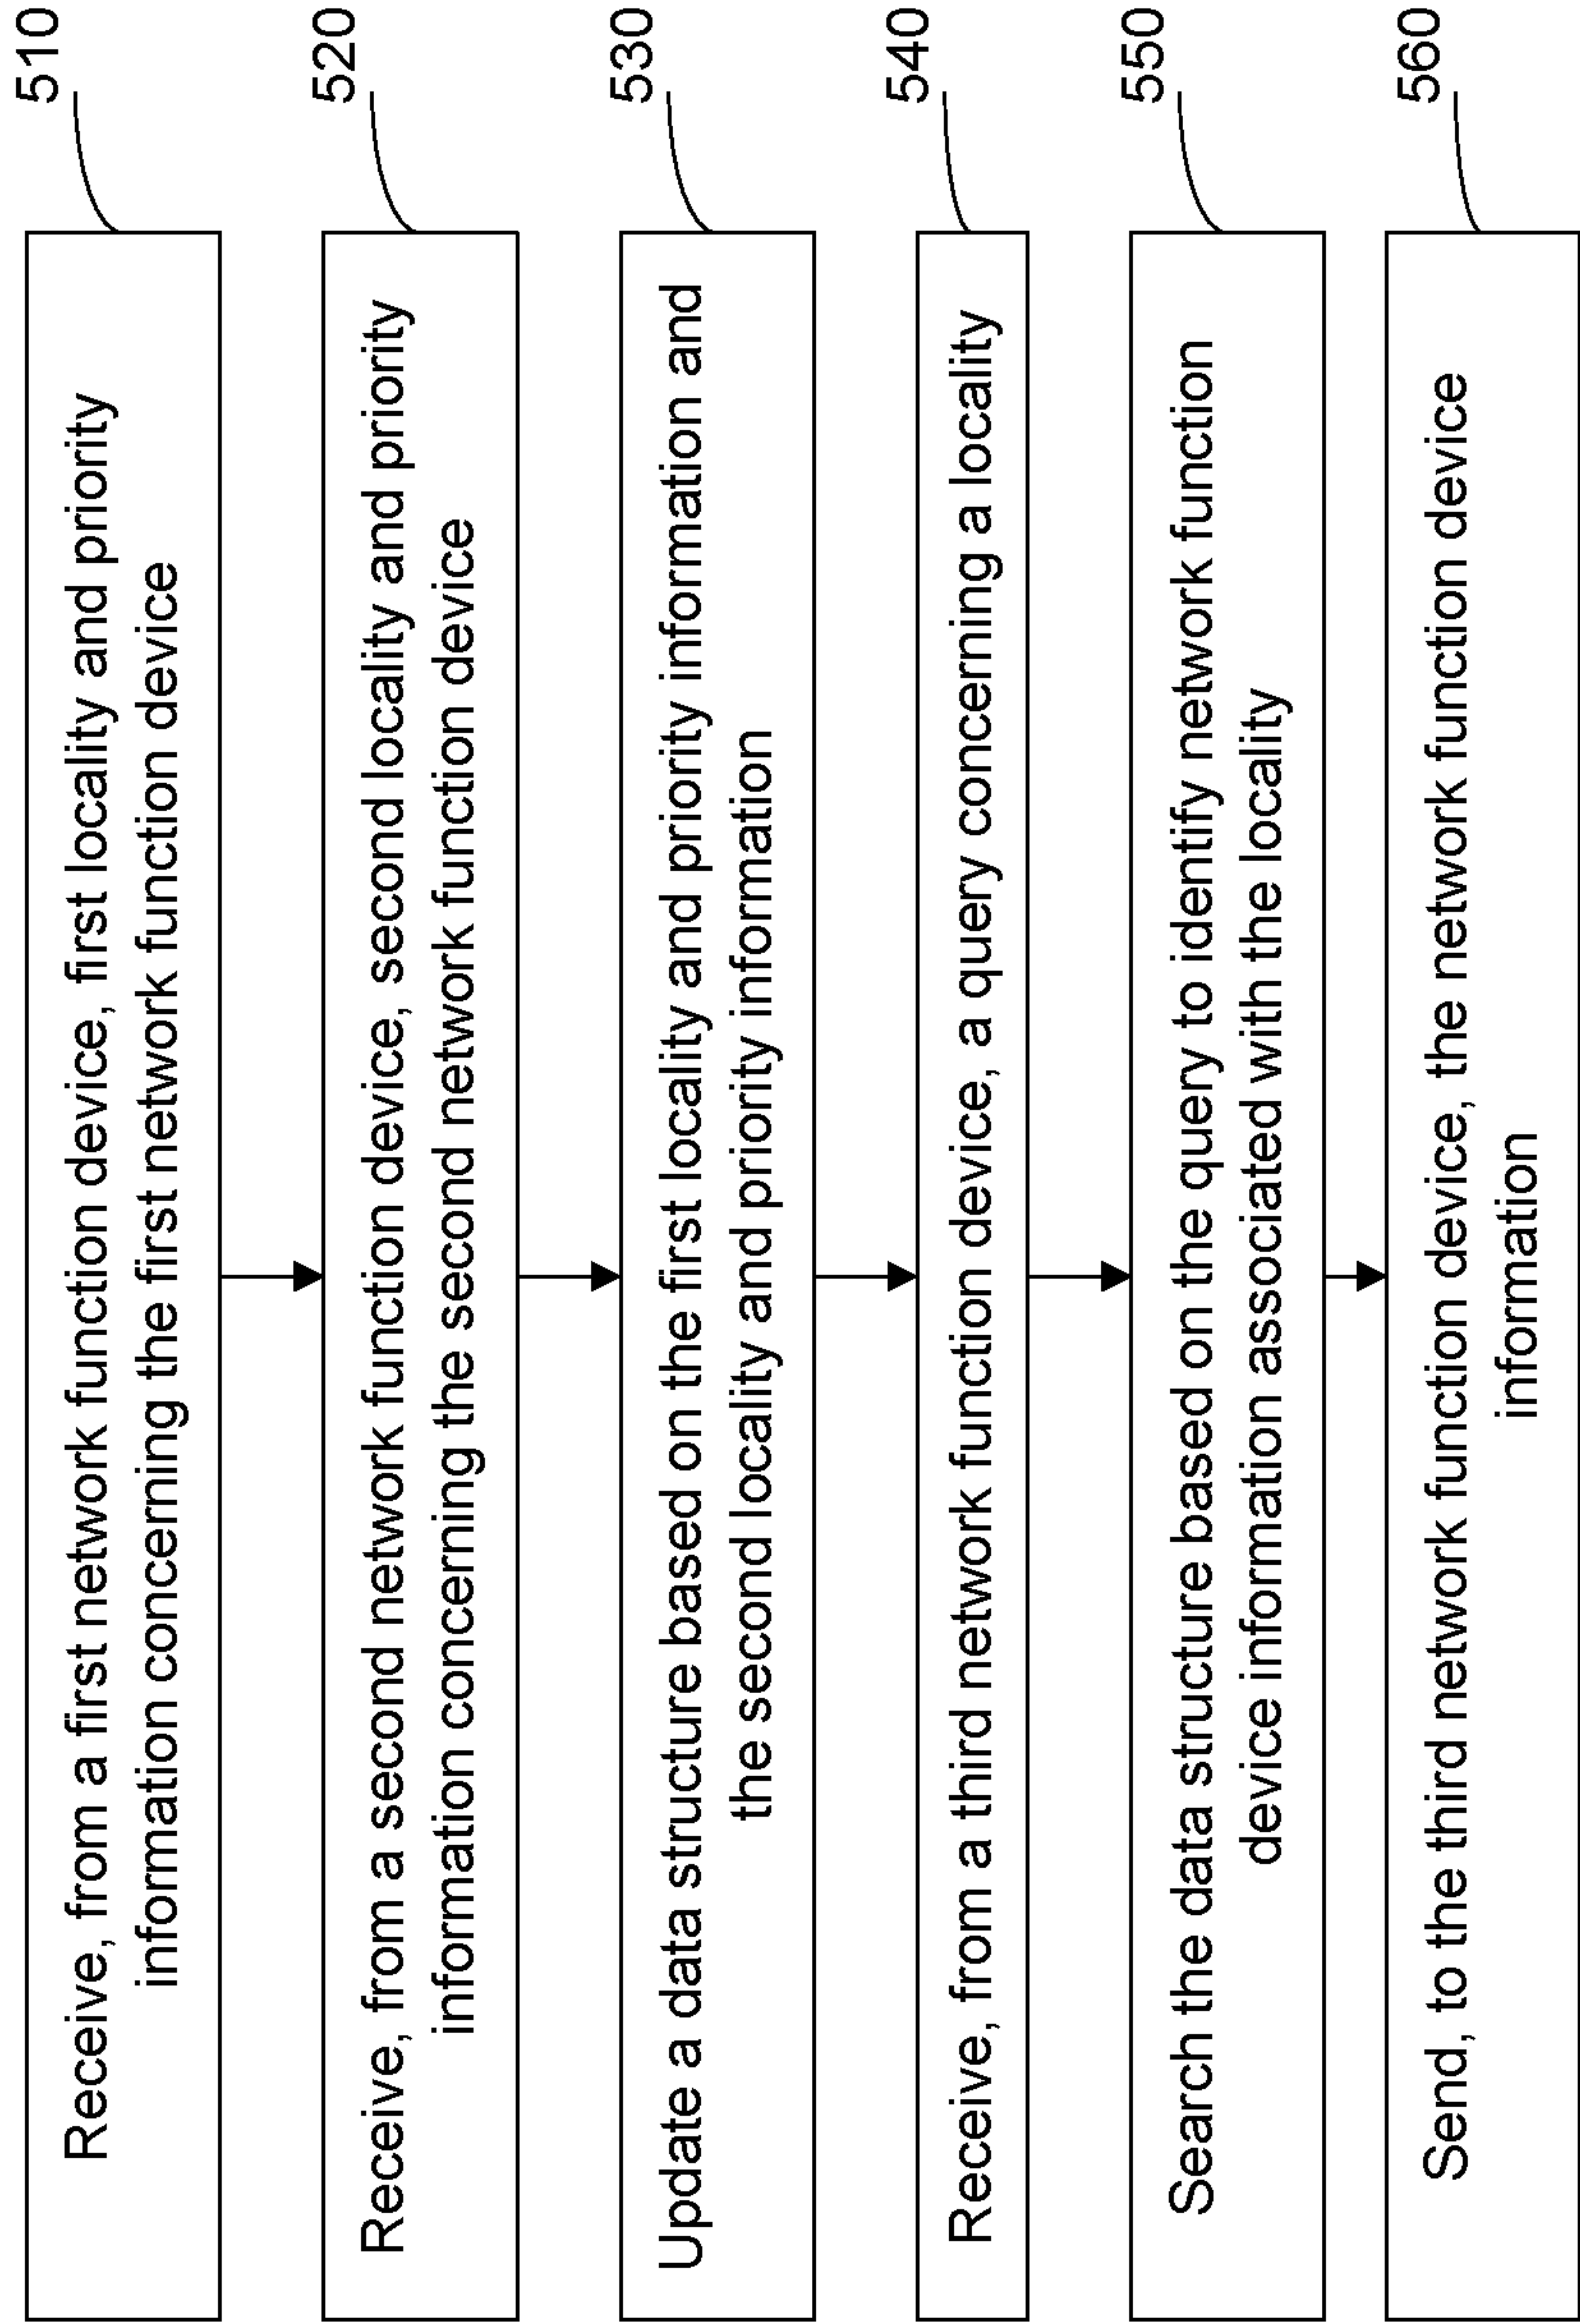 Receive, from a first network function device, first locality and priority
information concerning the first network function device
510
Receive, from a second network function device, second locality and priority
information concerning the second network function device
520
Update a data structure based on the first locality and priority information and
the second locality and priority information
530
Receive, from a third network function device, a query concerning a locality
540
Search the data structure based on the query to identify network function
device information associated with the locality
550
Send, to the third network function device, the network function device
information
560